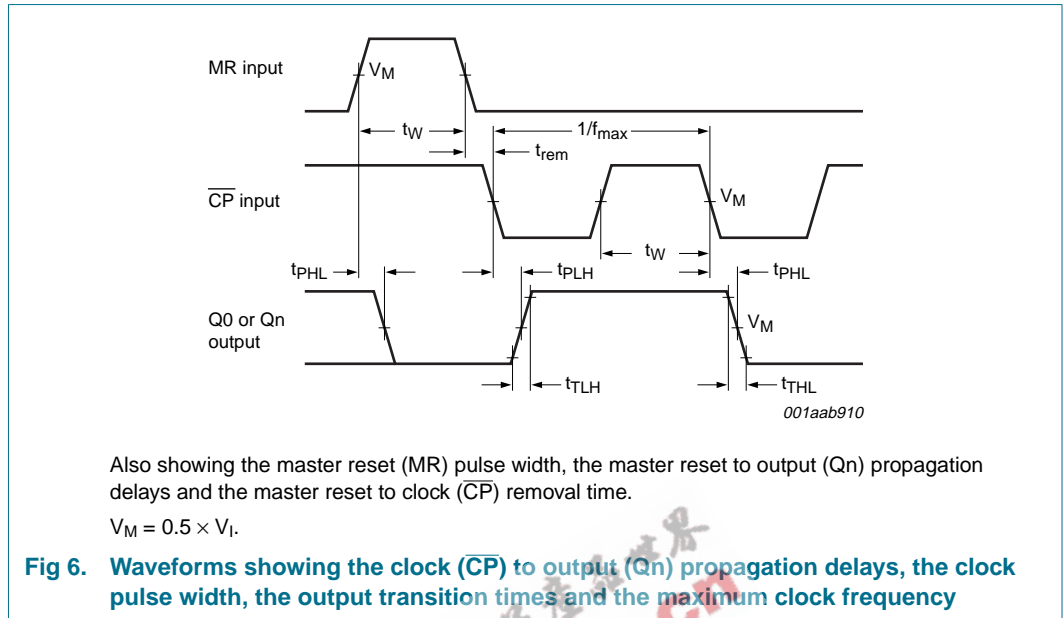 MR input
VM
tW
1/fmax
trem
CP input
VM
tW
tPHL
tPLH
tPHL
Q0 or Qn
output
VM
tTLH
tTHL
001aab910
Also showing the master reset (MR) pulse width, the master reset to output (Qn) propagation
delays and the master reset to clock (CP) removal time.
VM = 0.5 × VI.
Fig 6. Waveforms showing the clock (CP) to output (Qn) propagation delays, the clock
pulse width, the output transition times and the maximum clock frequency